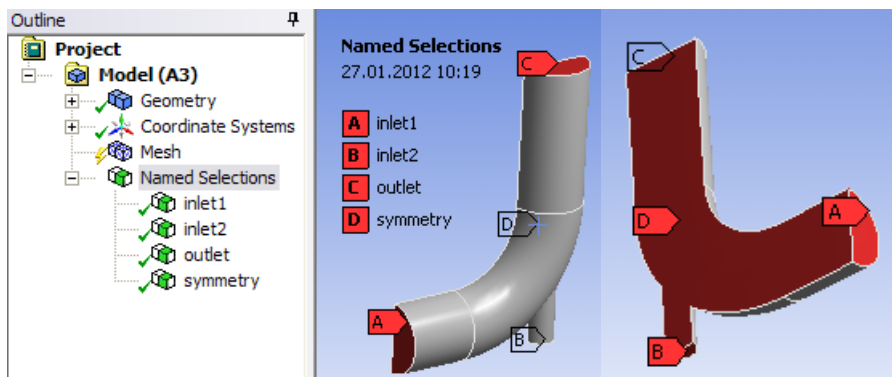 Outline
Project
Model (A3)
Geometry
Coordinate Systems
Mesh
Named Selections
inlet1
inlet2
outlet
symmetry
Named Selections
27.01.2012 10:19
A inlet1
B inlet2
C outlet
D symmetry
C
D
A
B
C
D
A
B